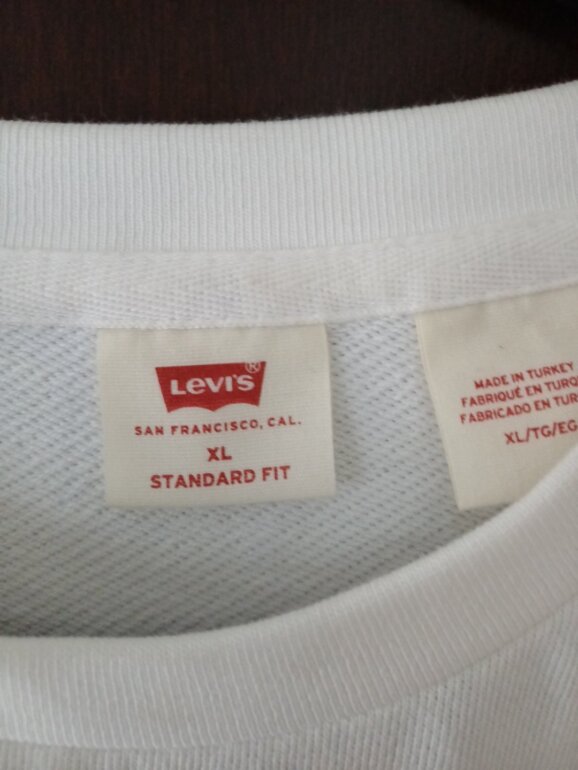 LEVI'S®
SAN FRANCISCO, CAL.
XL
STANDARD FIT
MADE IN TURKEY
FABRIQUÉ EN
FABRICADO EN
XL/TG/EG